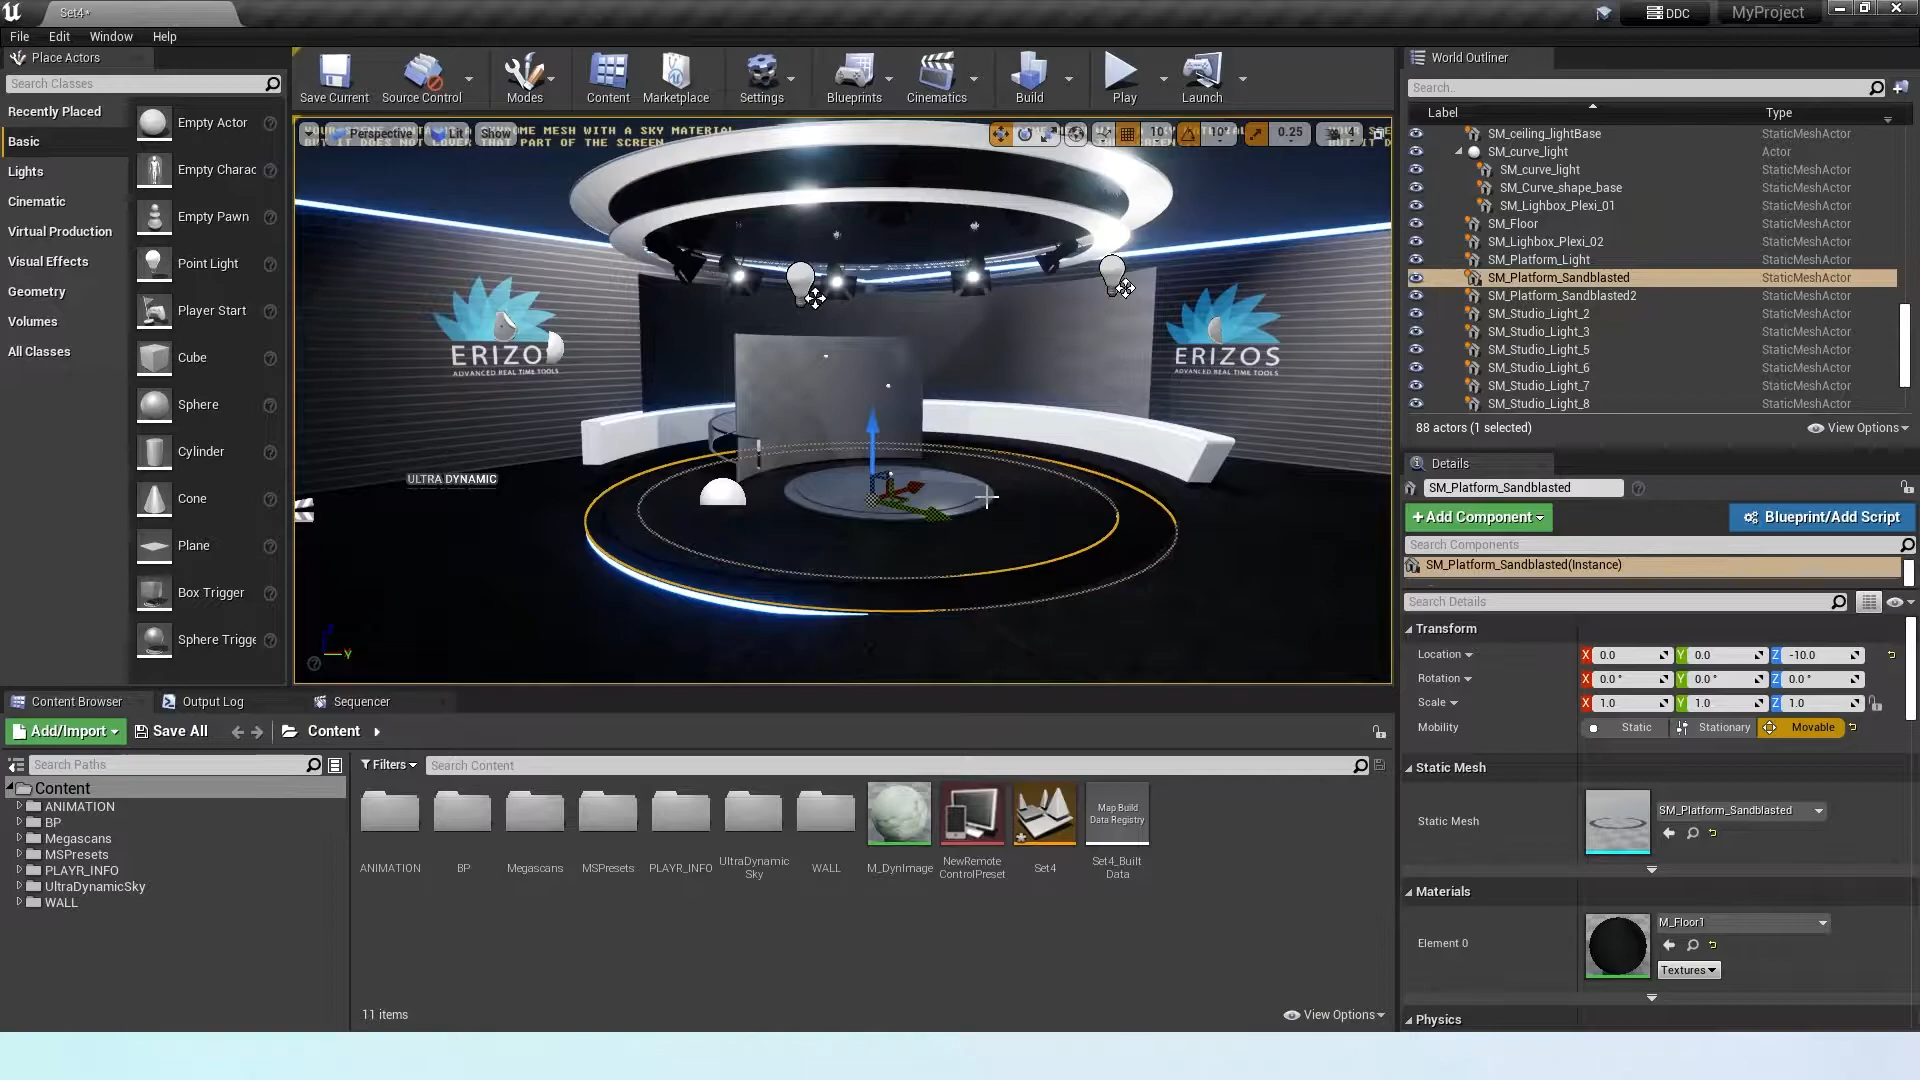 Set4*
DDC
MyProject
File Edit Window Help
Place Actors
Search Classes
Recently Placed
Basic
Lights
Cinematic
Virtual Production
Visual Effects
Geometry
Volumes
All Classes
Empty Actor
Empty Charac
Empty Pawn
Point Light
Player Start
Cube
Sphere
Cylinder
Cone
Plane
Box Trigger
Sphere Trigge
Save Current
Source Control
Modes
Content
Marketplace
Settings
Blueprints
Cinematics
Build
Play
Launch
Perspective
Lit
Show
10
10°
0.25
4
ERIZOS
ADVANCED REAL TIME TOOLS
ERIZOS
ADVANCED REAL TIME TOOLS
ULTRA DYNAMIC
Y
World Outliner
Search..
Label Type
SM_ceiling_lightBase StaticMeshActor
SM_curve_light Actor
SM_curve_light StaticMeshActor
SM_Curve_shape_base StaticMeshActor
SM_Lighbox_Plexi_01 StaticMeshActor
SM_Floor StaticMeshActor
SM_Lighbox_Plexi_02 StaticMeshActor
SM_Platform_Light StaticMeshActor
SM_Platform_Sandblasted StaticMeshActor
SM_Platform_Sandblasted2 StaticMeshActor
SM_Studio_Light_2 StaticMeshActor
SM_Studio_Light_3 StaticMeshActor
SM_Studio_Light_5 StaticMeshActor
SM_Studio_Light_6 StaticMeshActor
SM_Studio_Light_7 StaticMeshActor
SM_Studio_Light_8 StaticMeshActor
88 actors (1 selected)
View Options
Details
SM_Platform_Sandblasted
+Add Component
Blueprint/Add Script
Search Components
SM_Platform_Sandblasted(Instance)
Search Details
Transform
Location X 0.0 Y 0.0 Z -10.0
Rotation X 0.0° Y 0.0° Z 0.0°
Scale X 1.0 Y 1.0 Z 1.0
Mobility Static Stationary Movable
Static Mesh
Static Mesh
SM_Platform_Sandblasted
Materials
Element 0
M_Floor1
Textures
Physics
Content Browser
Output Log
Sequencer
Add/Import
Save All
Content
Search Paths
Content
ANIMATION
BP
Megascans
MSPresets
PLAYR_INFO
UltraDynamicSky
WALL
Filters
Search Content
ANIMATION
BP
Megascans
MSPresets
PLAYR_INFO
UltraDynamic
Sky
WALL
M_DynImage
NewRemote
ControlPreset
Set4
Map Build
Data Registry
Set4_Built
Data
11 items
View Options